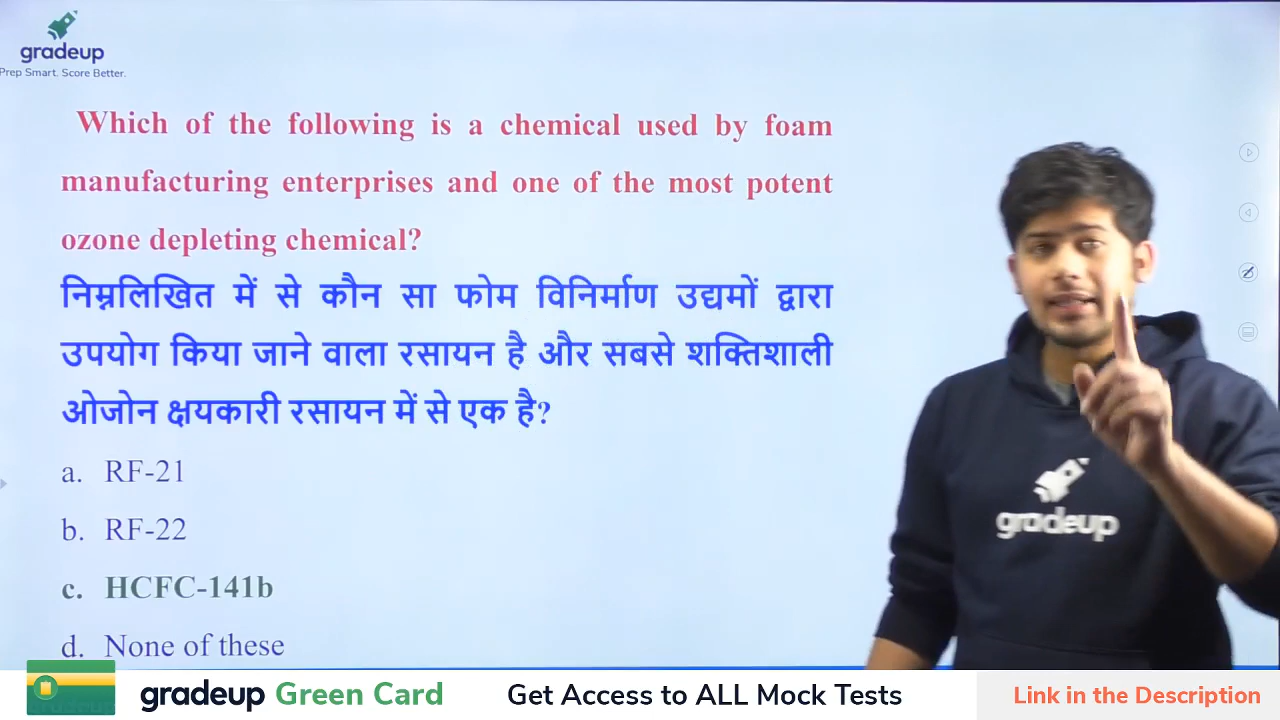 gradeup
Prep Smart. Score Better.
Which of the following is a chemical used by foam
manufacturing enterprises and one of the most potent
ozone depleting chemical?
निम्नलिखित में से कौन सा फोम विनिर्माण उद्यमों द्वारा
उपयोग किया जाने वाला रसायन है और सबसे शक्तिशाली
ओजोन क्षयकारी रसायन में से एक है?
a. RF-21
b. RF-22
c. HCFC-141b
d. None of these
gradeup
gradeup Green Card
Get Access to ALL Mock Tests
Link in the Description